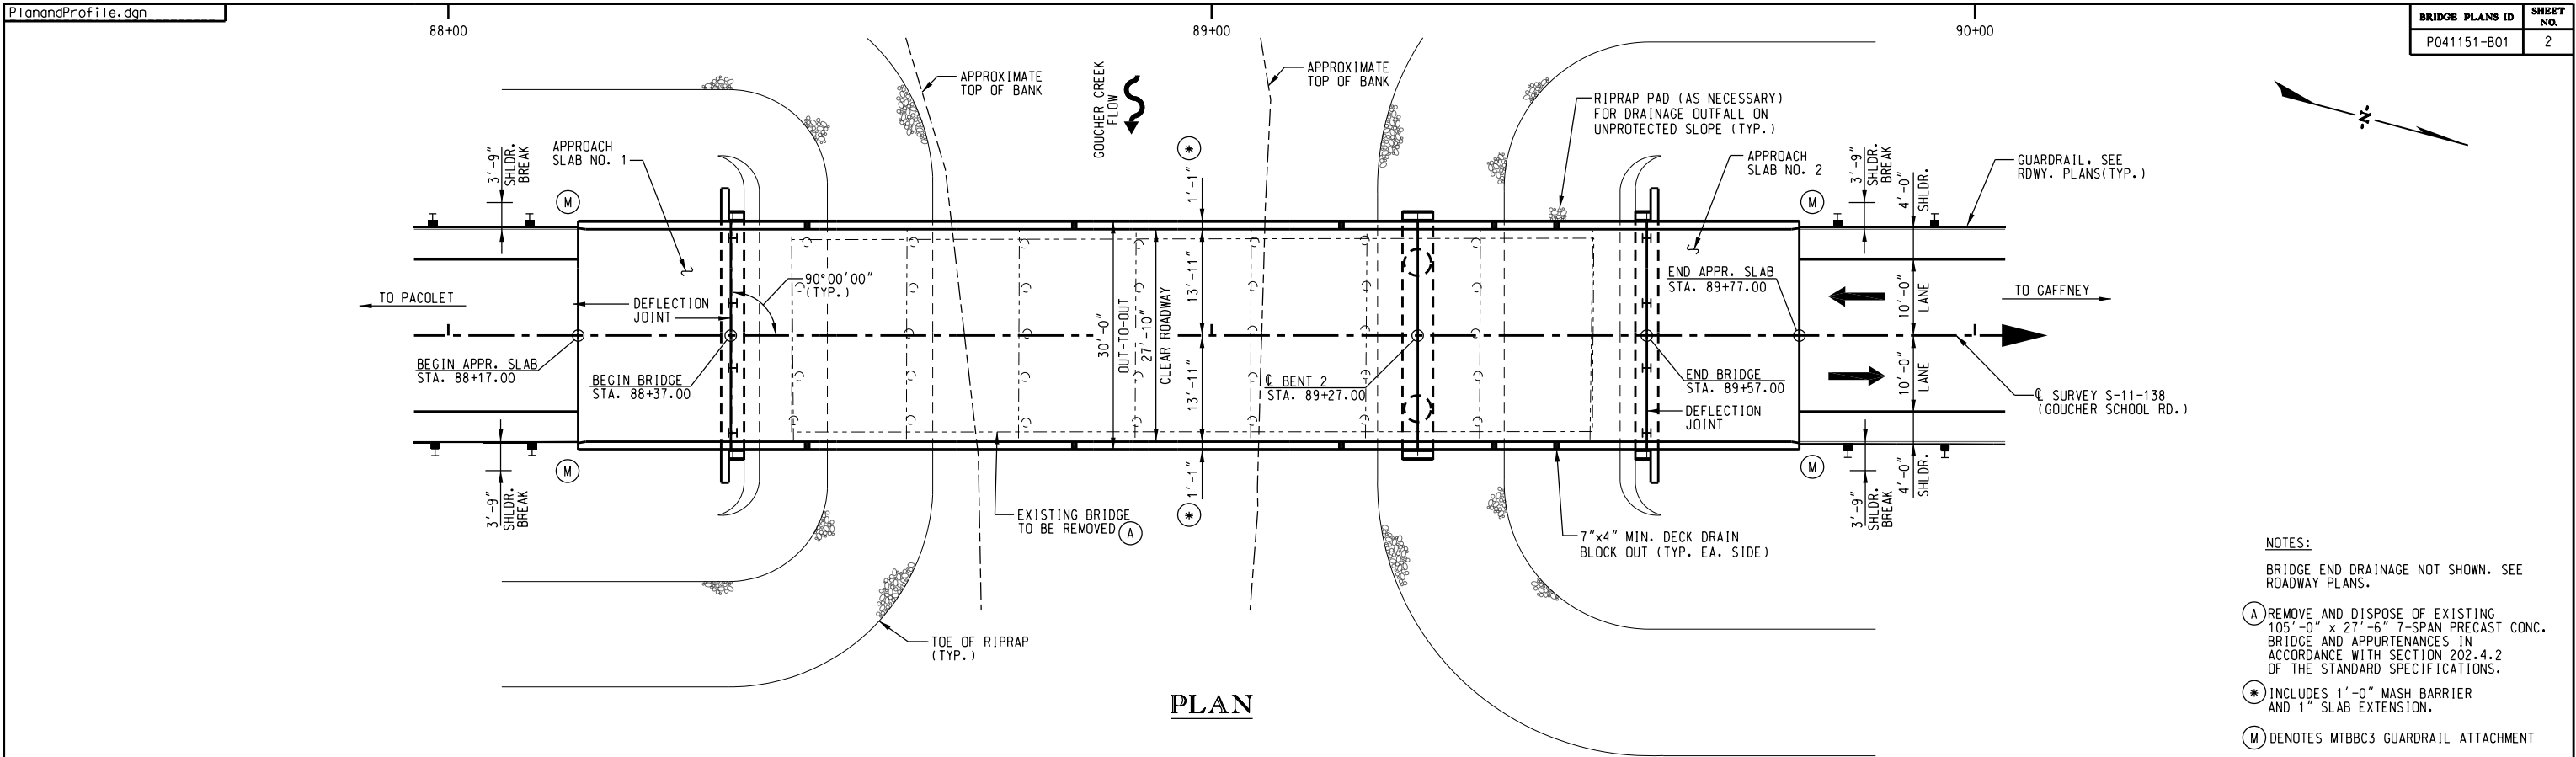 PlanandProfile.dgn
88+00
89+00
90+00
BRIDGE PLANS ID
SHEET
NO.
P041151-B01
2
APPROXIMATE
TOP OF BANK
GOUCHER CREEK
FLOW
APPROXIMATE
TOP OF BANK
RIPRAP PAD (AS NECESSARY)
FOR DRAINAGE OUTFALL ON
UNPROTECTED SLOPE (TYP.)
-N-
3'-9"
SHLDR.
BREAK
APPROACH
SLAB NO. 1
M
*
1'-1"
APPROACH
SLAB NO. 2
M
3'-9"
SHLDR.
BREAK
4'-0"
SHLDR.
GUARDRAIL, SEE
RDWY. PLANS(TYP.)
TO PACOLET
DEFLECTION
JOINT
90°00'00"
(TYP.)
30'-0"
OUT-TO-OUT
27'-10"
CLEAR ROADWAY
13'-11"
13'-11"
END APPR. SLAB
STA. 89+77.00
10'-0"
LANE
TO GAFFNEY
BEGIN APPR. SLAB
STA. 88+17.00
BEGIN BRIDGE
STA. 88+37.00
℄ BENT 2
STA. 89+27.00
END BRIDGE
STA. 89+57.00
DEFLECTION
JOINT
10'-0"
LANE
℄ SURVEY S-11-138
(GOUCHER SCHOOL RD.)
M
3'-9"
SHLDR.
BREAK
EXISTING BRIDGE
TO BE REMOVED
A
1'-1"
*
7"x4" MIN. DECK DRAIN
BLOCK OUT (TYP. EA. SIDE)
M
3'-9"
SHLDR.
BREAK
4'-0"
SHLDR.
TOE OF RIPRAP
(TYP.)
PLAN
NOTES:
BRIDGE END DRAINAGE NOT SHOWN. SEE
ROADWAY PLANS.
A REMOVE AND DISPOSE OF EXISTING
105'-0" x 27'-6" 7-SPAN PRECAST CONC.
BRIDGE AND APPURTENANCES IN
ACCORDANCE WITH SECTION 202.4.2
OF THE STANDARD SPECIFICATIONS.
* INCLUDES 1'-0" MASH BARRIER
AND 1" SLAB EXTENSION.
M DENOTES MTBBC3 GUARDRAIL ATTACHMENT